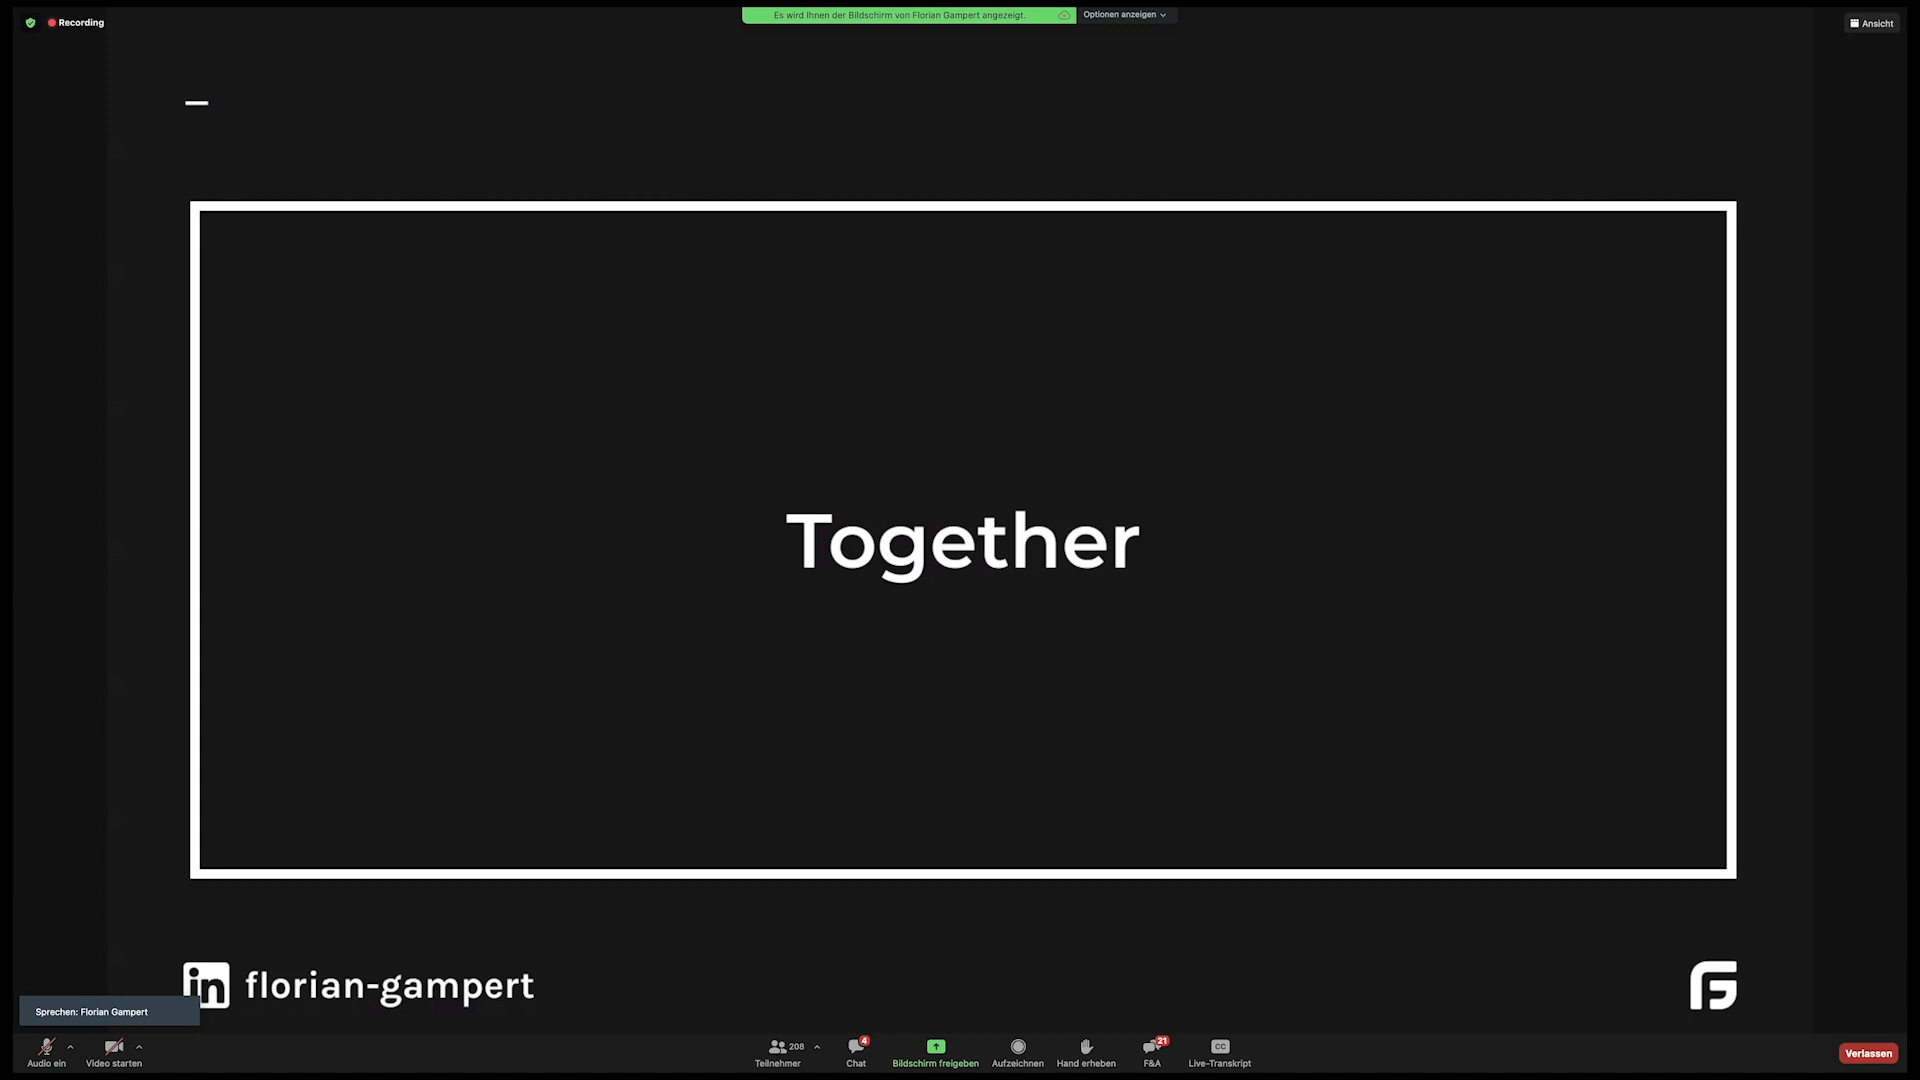 Recording
Es wird Ihnen der Bildschirm von Florian Gampert angezeigt.
Optionen anzeigen
Ansicht
Together
in florian-gampert
Sprechen: Florian Gampert
Audio ein
Video starten
208
Teilnehmer
4
Chat
Bildschirm freigeben
Aufzeichnen
Hand erheben
21
F&A
CC
Live-Transkript
Verlassen